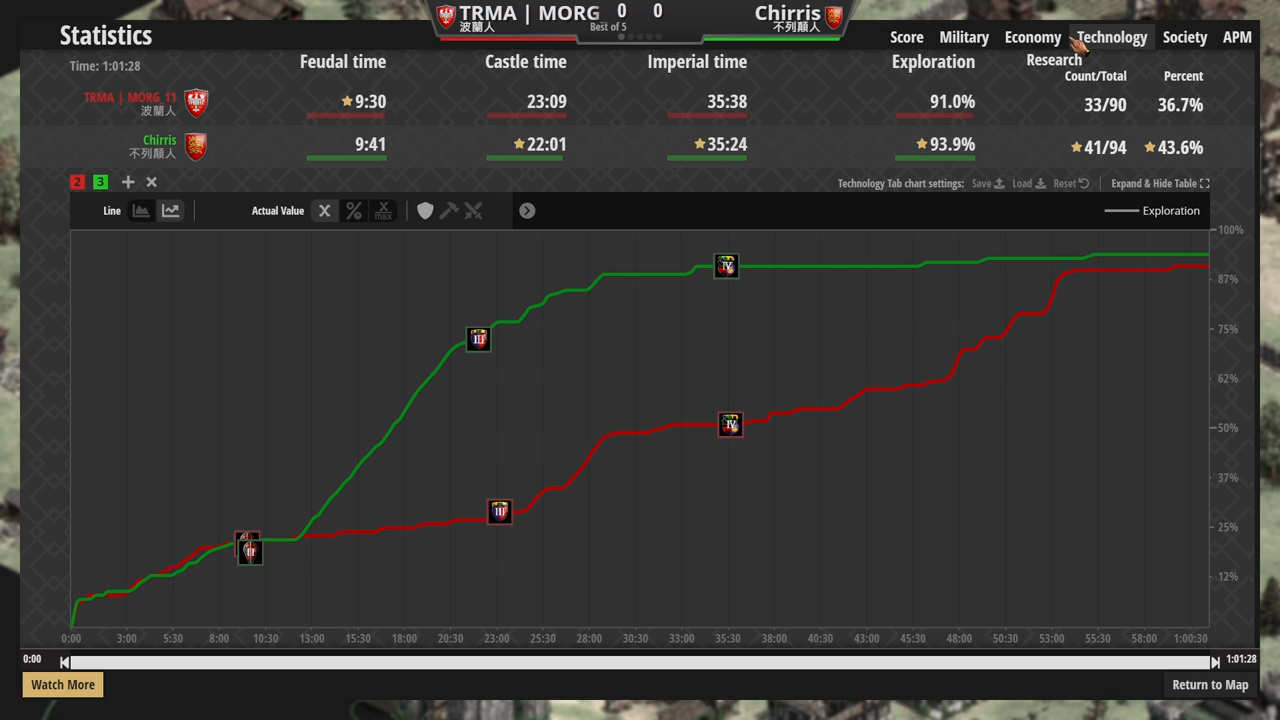 TRMA | MORG 0 0 Chirris
波蘭人 Best of 5 不列顛人
Statistics
Score Military Economy Technology Society APM
Time: 1:01:28 Feudal time Castle time Imperial time Exploration Research
Count/Total Percent
TRMA | MORG_11 9:30 23:09 35:38 91.0% 33/90 36.7%
波蘭人
Chirris 9:41 22:01 35:24 93.9% 41/94 43.6%
不列顛人
2 3 Technology Tab chart settings: Save Load Reset Expand & Hide Table
Line Actual Value X % X max Exploration
100%
87%
75%
62%
50%
37%
25%
12%
IV
III
IV
III
II
0:00 3:00 5:30 8:00 10:30 13:00 15:30 18:00 20:30 23:00 25:30 28:00 30:30 33:00 35:30 38:00 40:30 43:00 45:30 48:00 50:30 53:00 55:30 58:00 1:00:30
0:00 1:01:28
Watch More Return to Map